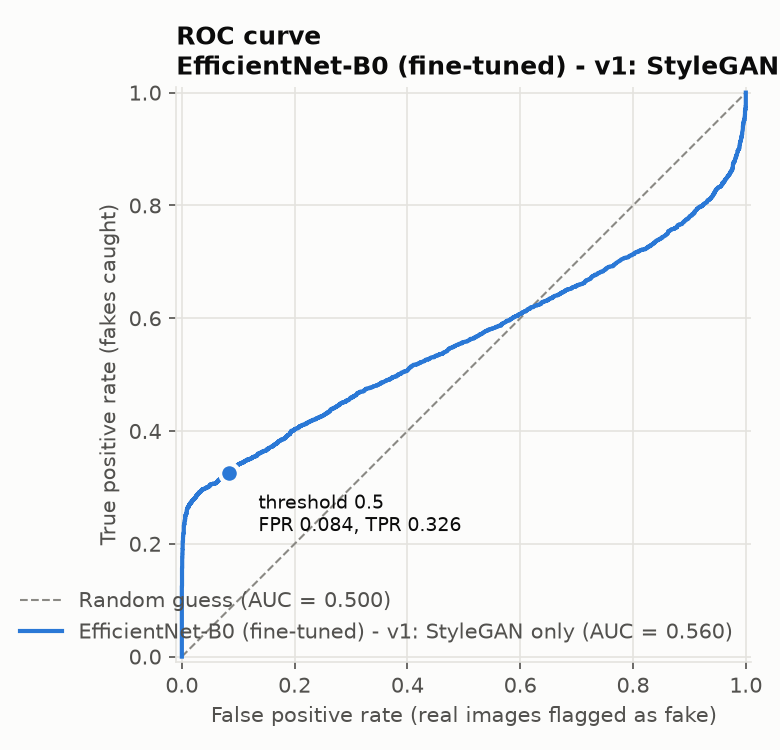 ROC curve
EfficientNet-B0 (fine-tuned) - v1: StyleGAN
1.0
0.8
0.6
0.4
0.2
0.0
True positive rate (fakes caught)
threshold 0.5
FPR 0.084, TPR 0.326
Random guess (AUC = 0.500)
EfficientNet-B0 (fine-tuned) - v1: StyleGAN only (AUC = 0.560)
0.0 0.2 0.4 0.6 0.8 1.0
False positive rate (real images flagged as fake)